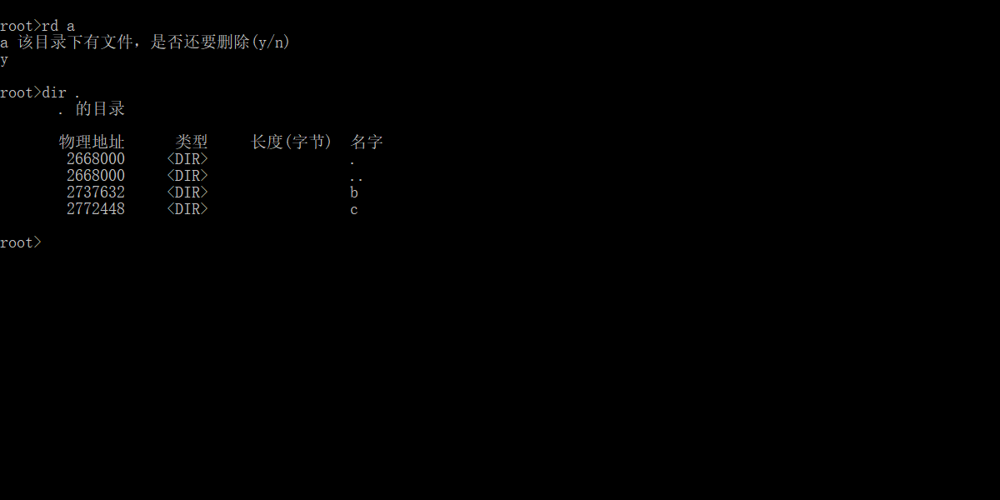 root>rd a
a 该目录下有文件，是否还要删除(y/n)
y
root>dir .
. 的目录
物理地址 类型 长度(字节) 名字
2668000 <DIR> .
2668000 <DIR> ..
2737632 <DIR> b
2772448 <DIR> c
root>